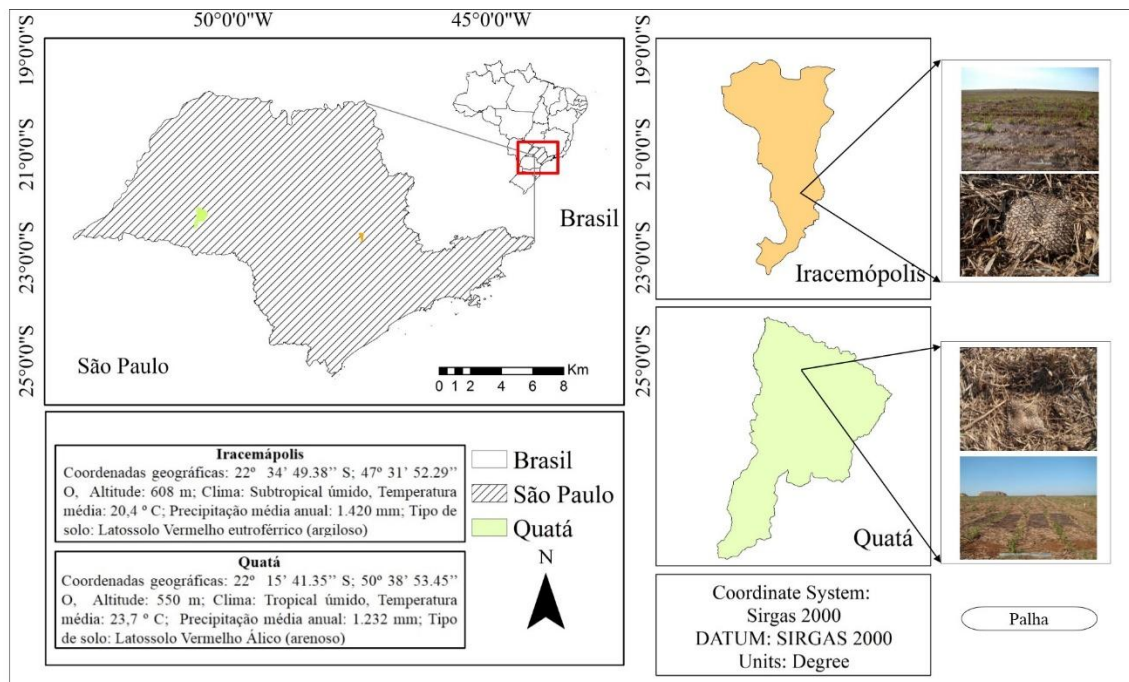 50°0'0"W
45°0'0"W
19°0'0"S
21°0'0"S
23°0'0"S
25°0'0"S
Brasil
São Paulo
Km
0 1 2 4 6 8
19°0'0"S
21°0'0"S
23°0'0"S
25°0'0"S
Iracemópolis
Quatá
Iracemápolis
Coordenadas geográficas: 22º 34' 49.38'' S; 47º 31' 52.29''
O, Altitude: 608 m; Clima: Subtropical úmido, Temperatura
média: 20,4 º C; Precipitação média anual: 1.420 mm; Tipo de
solo: Latossolo Vermelho eutroférrico (argiloso)
Quatá
Coordenadas geográficas: 22º 15' 41.35'' S; 50º 38' 53.45''
O, Altitude: 550 m; Clima: Tropical úmido, Temperatura
média: 23,7 º C; Precipitação média anual: 1.232 mm; Tipo
de solo: Latossolo Vermelho Álico (arenoso)
Brasil
São Paulo
Quatá
N
Coordinate System:
Sirgas 2000
DATUM: SIRGAS 2000
Units: Degree
Palha